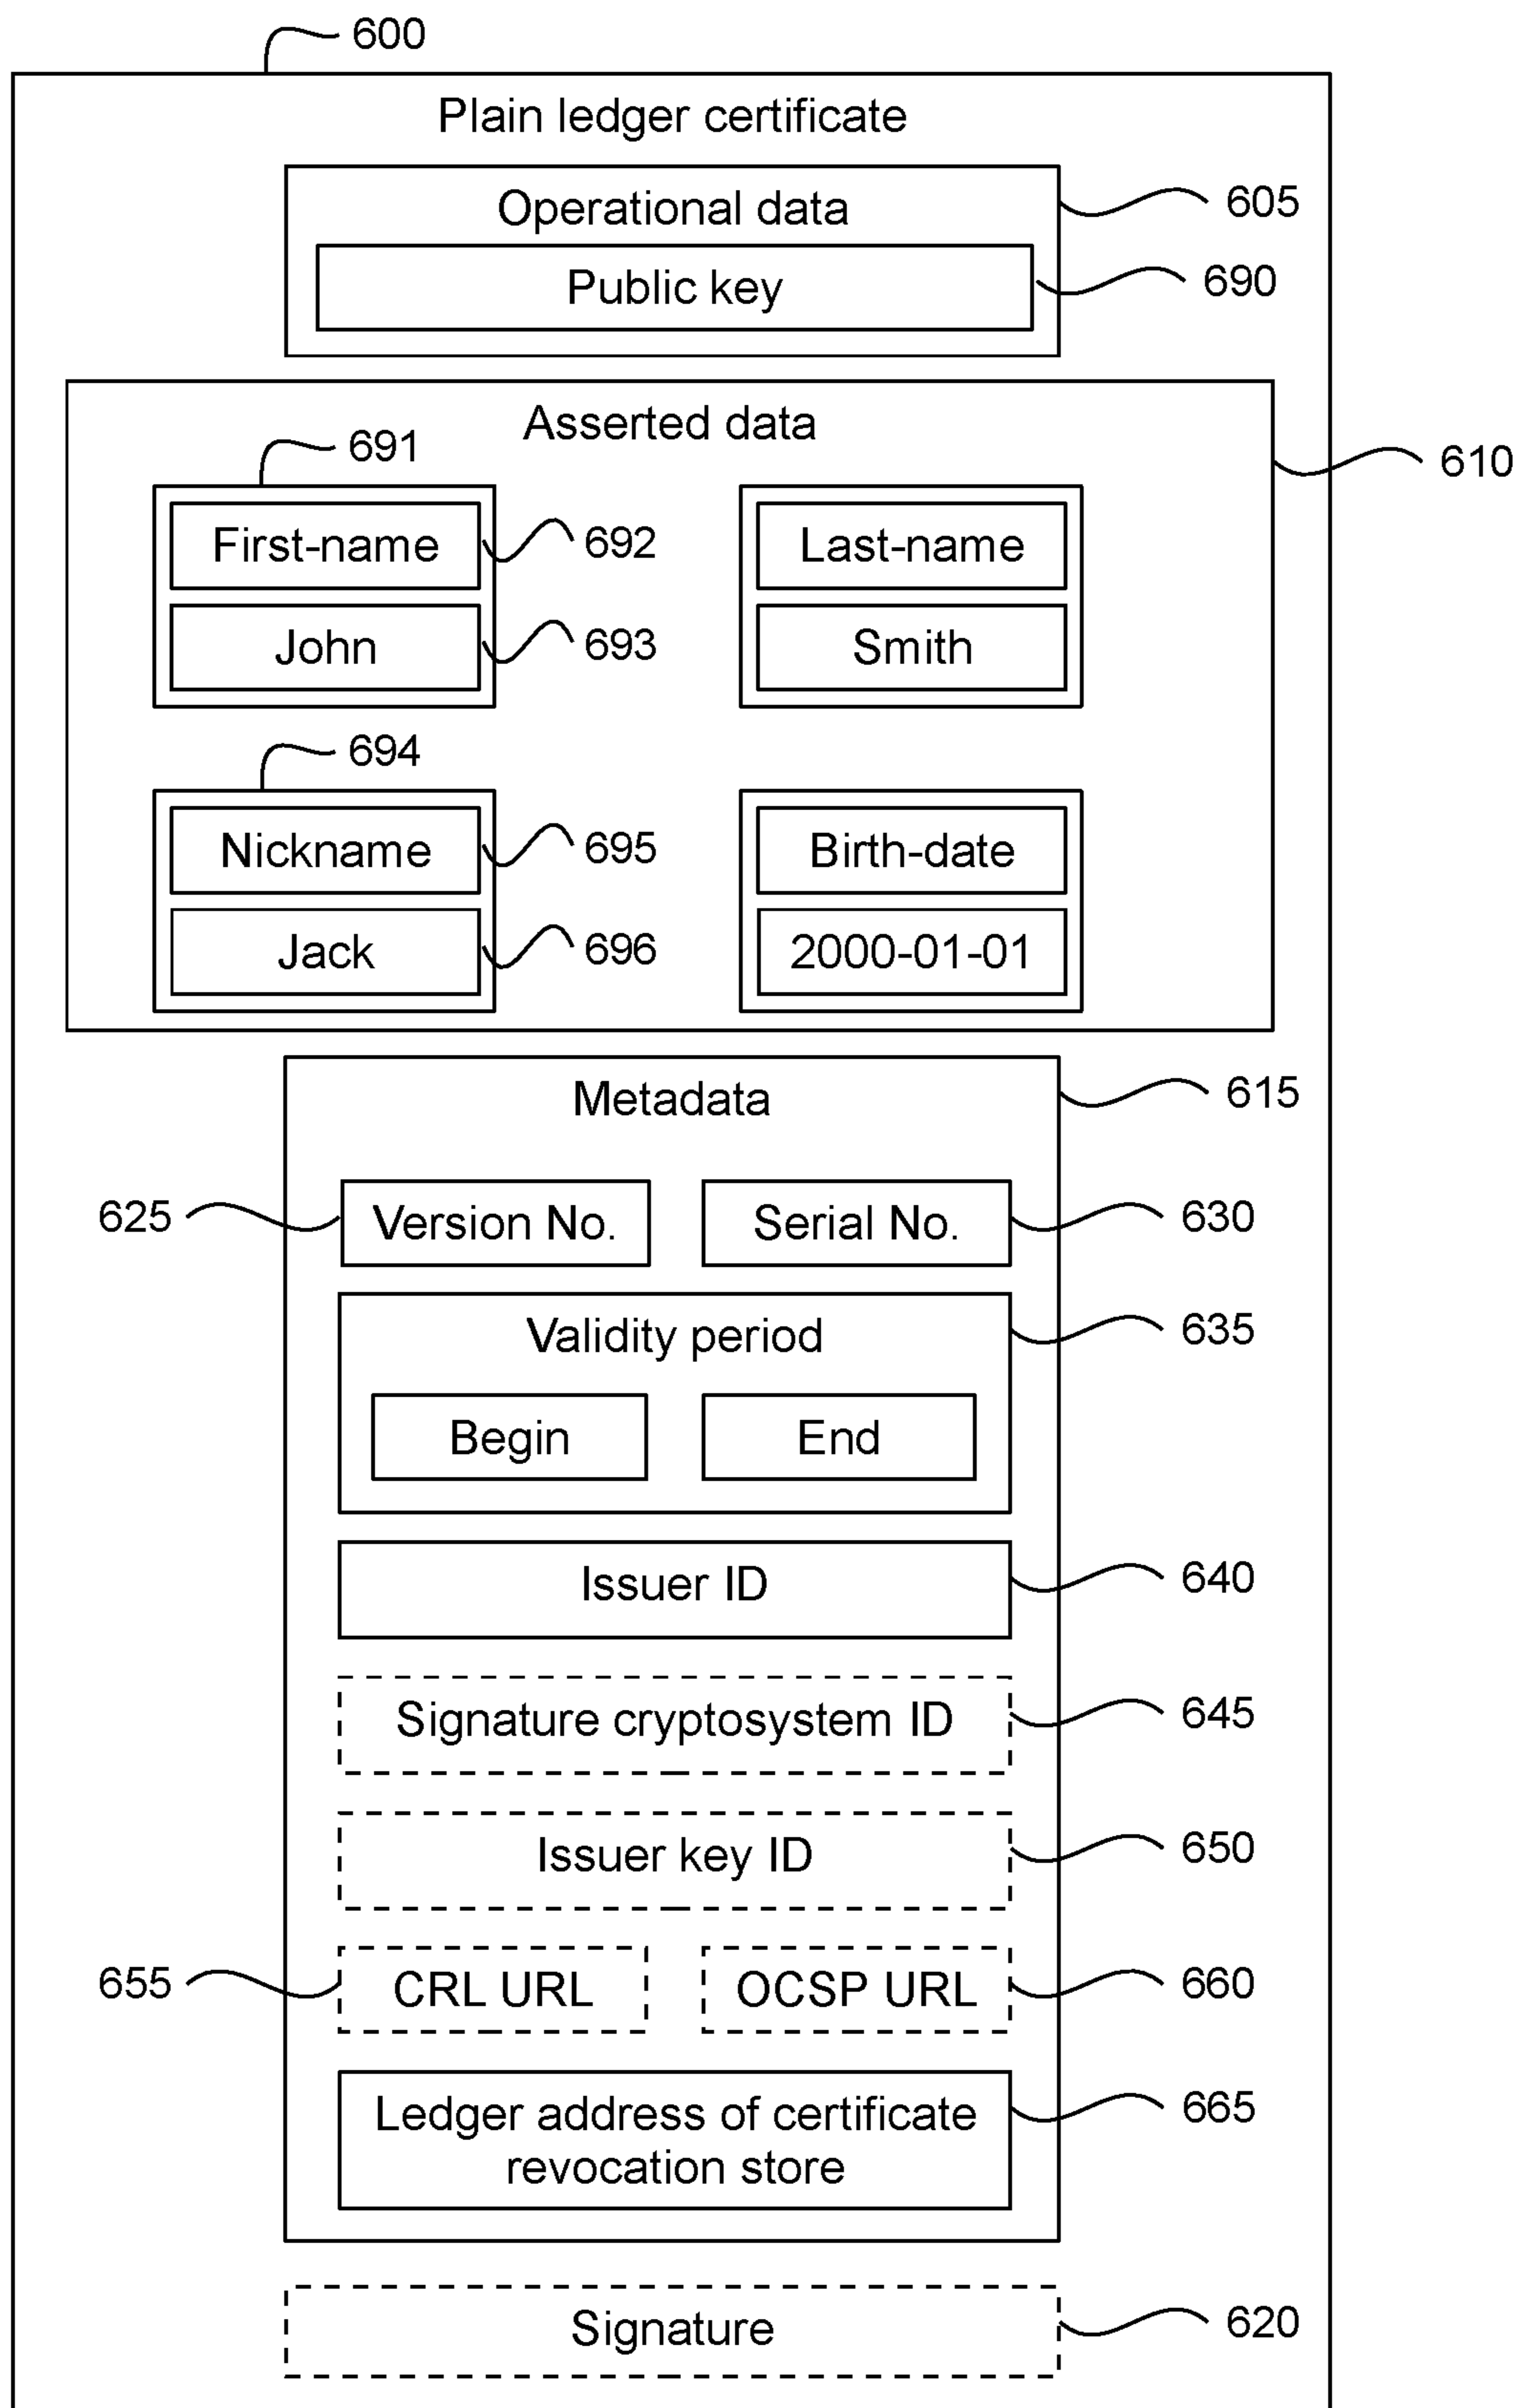 600
Plain ledger certificate
Operational data
605
Public key
690
Asserted data
610
691
First-name
692
Last-name
John
693
Smith
694
Nickname
695
Birth-date
Jack
696
2000-01-01
Metadata
615
625
Version No.
Serial No.
630
Validity period
635
Begin
End
Issuer ID
640
Signature cryptosystem ID
645
Issuer key ID
650
655
CRL URL
OCSP URL
660
Ledger address of certificate
revocation store
665
Signature
620